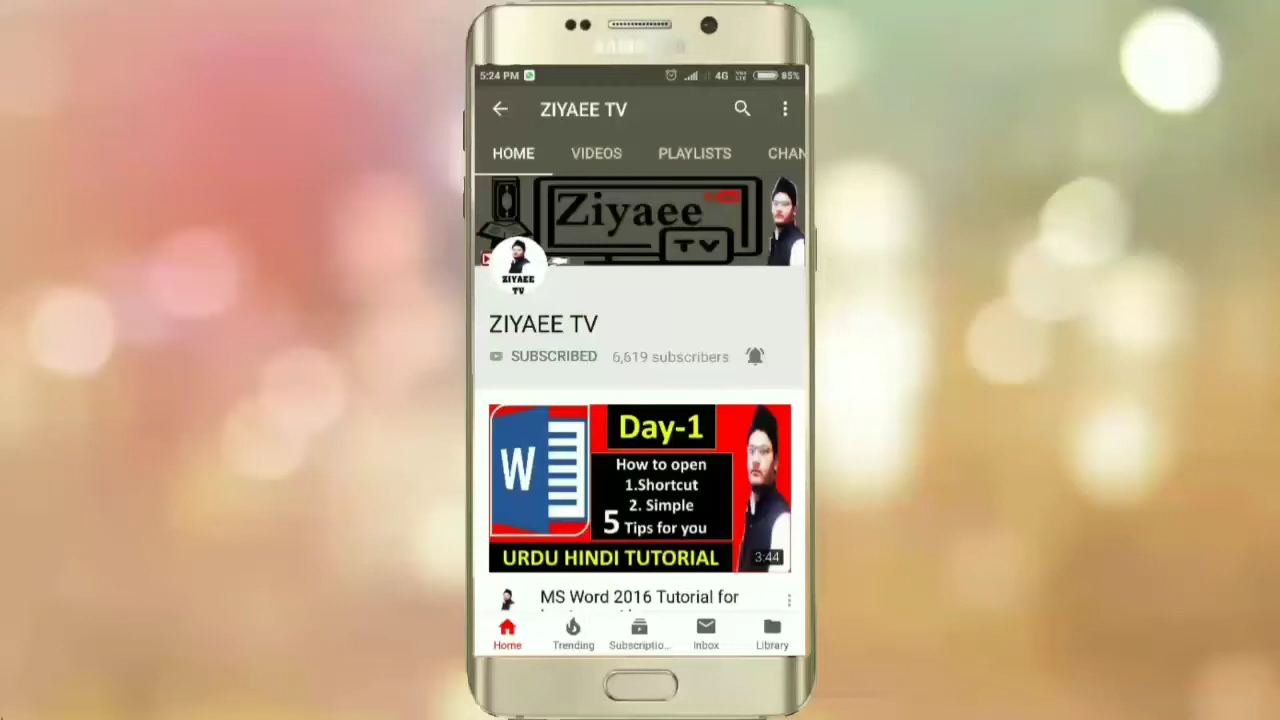 SAMSUNG
5:24 PM 4G VoLTE 85%
ZIYAEE TV
HOME VIDEOS PLAYLISTS CHAN
Ziyaee
TV
ZIYAEE
TV
ZIYAEE TV
SUBSCRIBED 6,619 subscribers
Day-1
How to open
1.Shortcut
2. Simple
5 Tips for you
W
URDU HINDI TUTORIAL
3:44
MS Word 2016 Tutorial for
Home Trending Subscriptio... Inbox Library